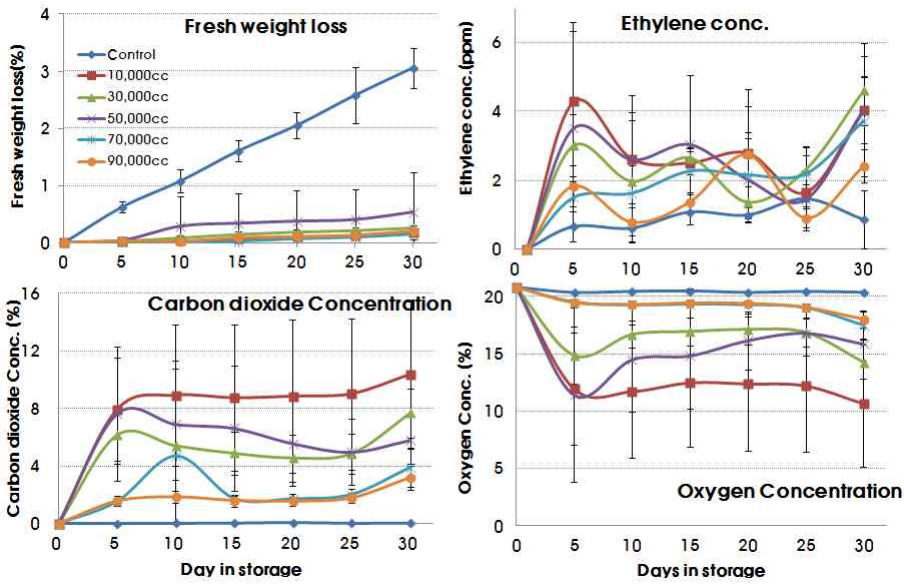 Fresh weight loss
Fresh weight loss(%)
4
3
2
1
0
Control
10,000cc
30,000cc
50,000cc
70,000cc
90,000cc
0 5 10 15 20 25 30
Ethylene conc.
Ethylene conc.(ppm)
6
4
2
0
0 5 10 15 20 25 30
Carbon dioxide Concentration
Carbon dioxide Conc. (%)
16
12
8
4
0
0 5 10 15 20 25 30
Day in storage
Oxygen Conc. (%)
20
15
10
5
0
Oxygen Concentration
0 5 10 15 20 25 30
Days in storage